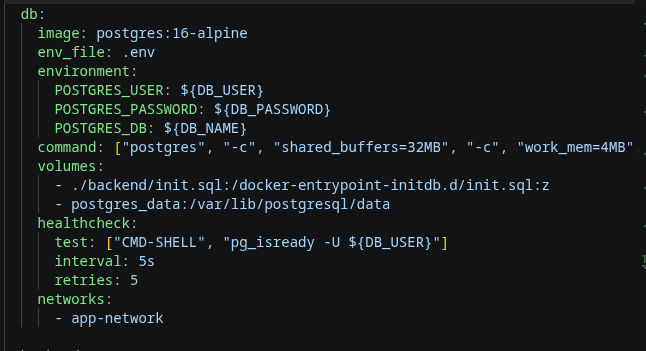 db:
  image: postgres:16-alpine
  env_file: .env
  environment:
    POSTGRES_USER: ${DB_USER}
    POSTGRES_PASSWORD: ${DB_PASSWORD}
    POSTGRES_DB: ${DB_NAME}
  command: ["postgres", "-c", "shared_buffers=32MB", "-c", "work_mem=4MB"
  volumes:
    - ./backend/init.sql:/docker-entrypoint-initdb.d/init.sql:z
    - postgres_data:/var/lib/postgresql/data
  healthcheck:
    test: ["CMD-SHELL", "pg_isready -U ${DB_USER}"]
    interval: 5s
    retries: 5
  networks:
    - app-network